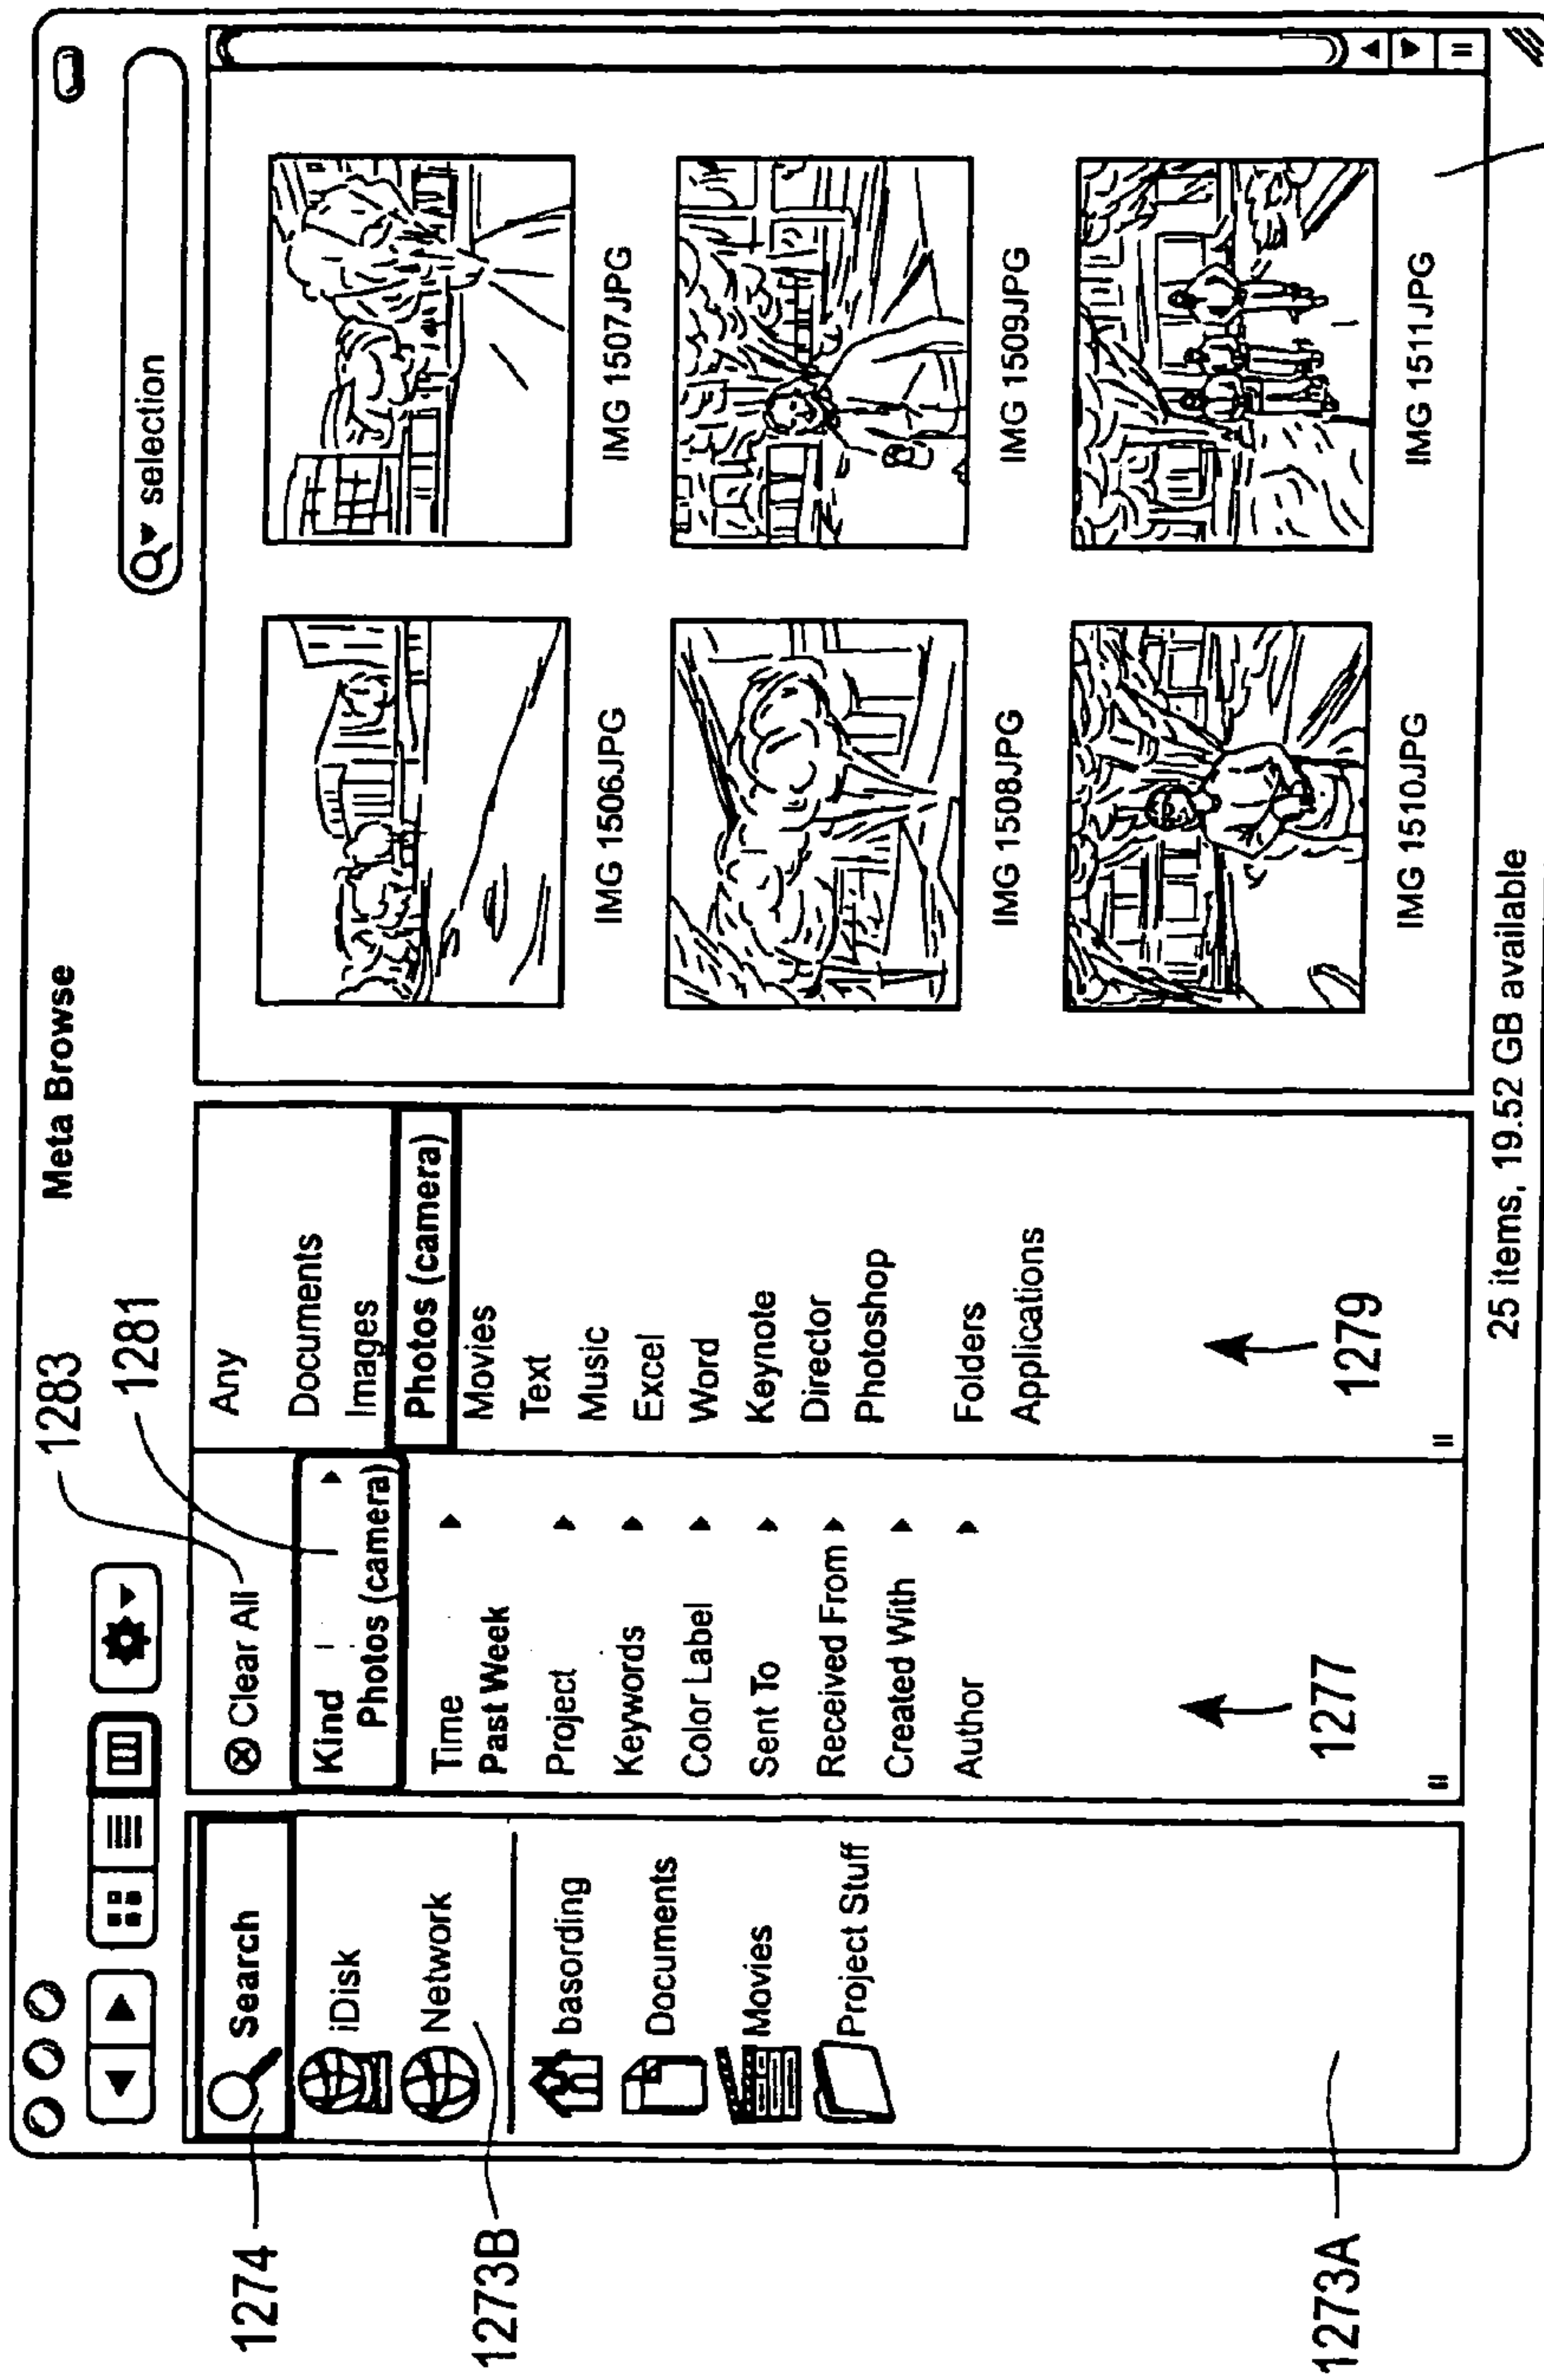 Meta Browse
1283
1281
selection
Search
iDisk
Network
basording
Documents
Movies
Project Stuff
Clear All
Kind
Photos (camera)
Time
Past Week
Project
Keywords
Color Label
Sent To
Received From
Created With
Author
1277
Any
Documents
Images
Photos (camera)
Movies
Text
Music
Excel
Word
Keynote
Director
Photoshop
Folders
Applications
1279
IMG 1506JPG
IMG 1507JPG
IMG 1508JPG
IMG 1509JPG
IMG 1510JPG
IMG 1511JPG
25 items, 19.52 GB available
1274
1273B
1273A